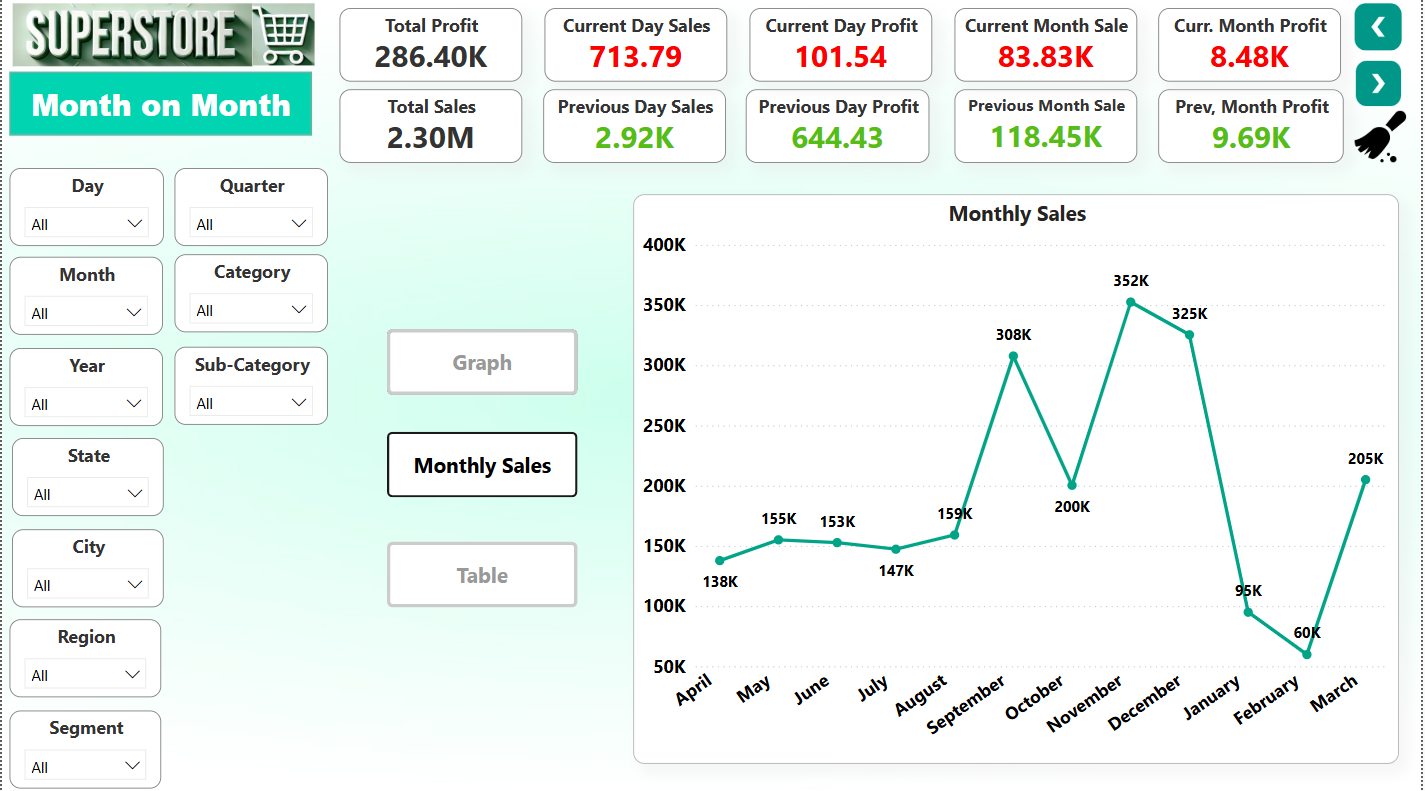 SUPERSTORE
Month on Month
Total Profit
286.40K
Current Day Sales
713.79
Current Day Profit
101.54
Current Month Sale
83.83K
Curr. Month Profit
8.48K
Total Sales
2.30M
Previous Day Sales
2.92K
Previous Day Profit
644.43
Previous Month Sale
118.45K
Prev, Month Profit
9.69K
Day
All
Quarter
All
Month
All
Category
All
Year
All
Sub-Category
All
State
All
City
All
Region
All
Segment
All
Graph
Monthly Sales
Table
Monthly Sales
400K
350K
300K
250K
200K
150K
100K
50K
138K
155K
153K
147K
159K
308K
200K
352K
325K
95K
60K
205K
April
May
June
July
August
September
October
November
December
January
February
March